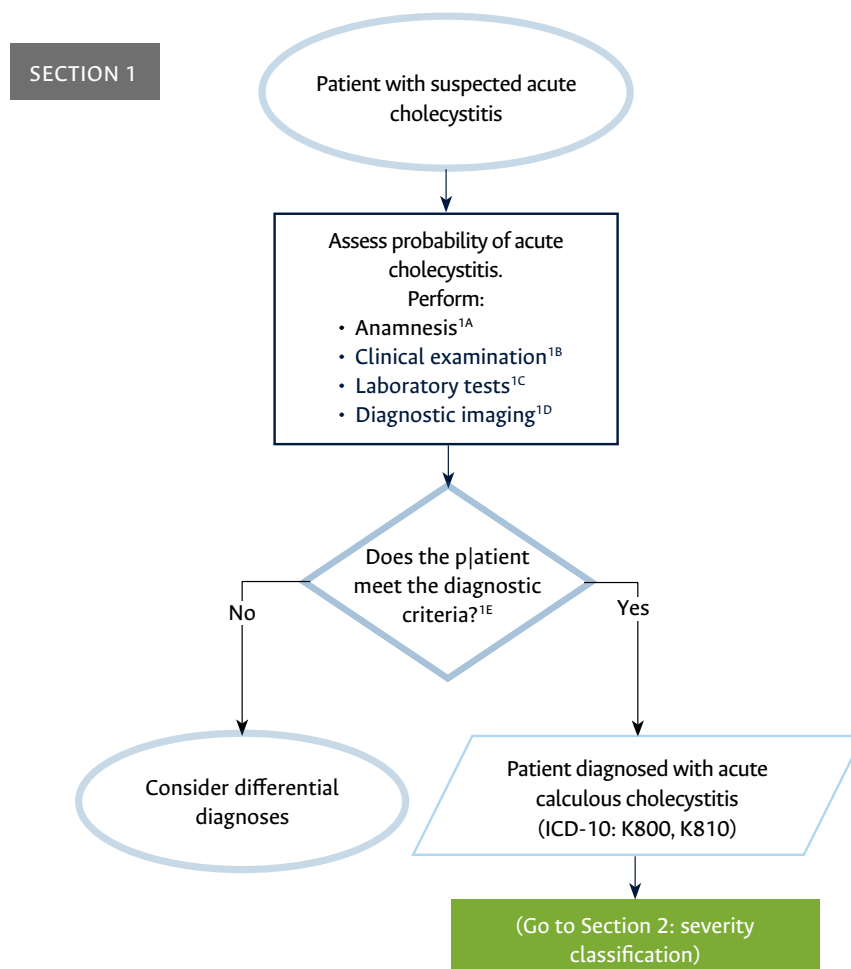 SECTION 1
Patient with suspected acute
cholecystitis
Assess probability of acute
cholecystitis.
Perform:
• Anamnesis1A
• Clinical examination1B
• Laboratory tests1C
• Diagnostic imaging1D
Does the p|atient
meet the diagnostic
criteria?1E
No
Yes
Consider differential
diagnoses
Patient diagnosed with acute
calculous cholecystitis
(ICD-10: K800, K810)
(Go to Section 2: severity
classification)